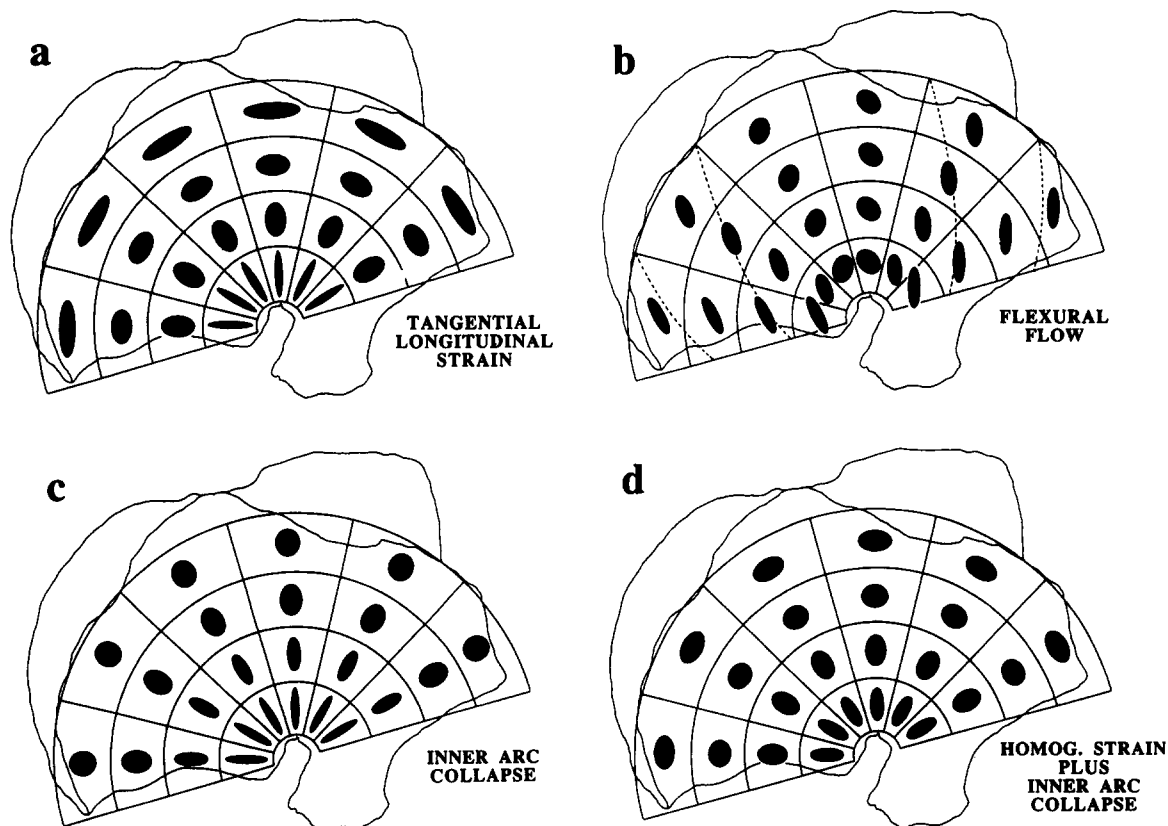 a
TANGENTIAL
LONGITUDINAL
STRAIN
b
FLEXURAL
FLOW
c
INNER ARC
COLLAPSE
d
HOMOG. STRAIN
PLUS
INNER ARC
COLLAPSE